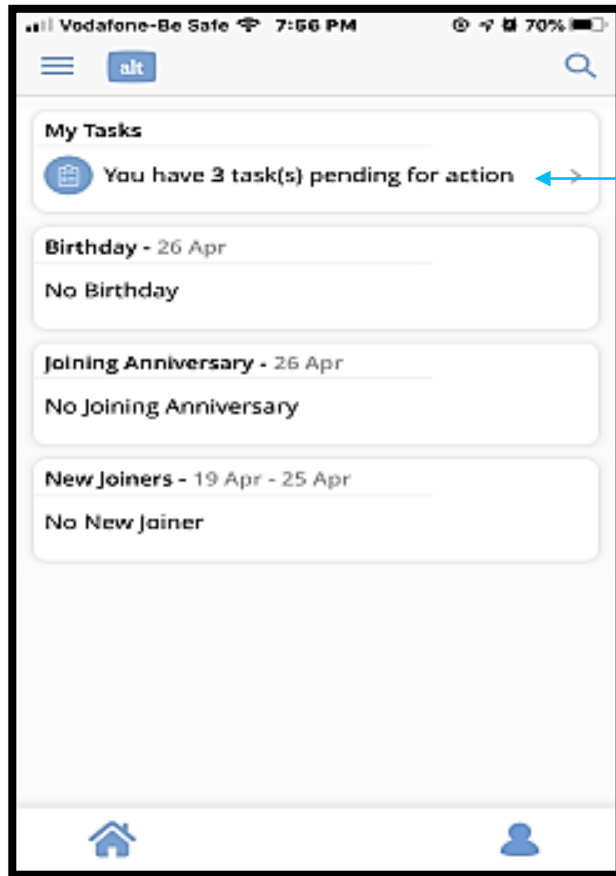 Vodafone-Be Safe 7:56 PM 70%
alt
My Tasks
You have 3 task(s) pending for action
Birthday - 26 Apr
No Birthday
Joining Anniversary - 26 Apr
No Joining Anniversary
New Joiners - 19 Apr - 25 Apr
No New Joiner